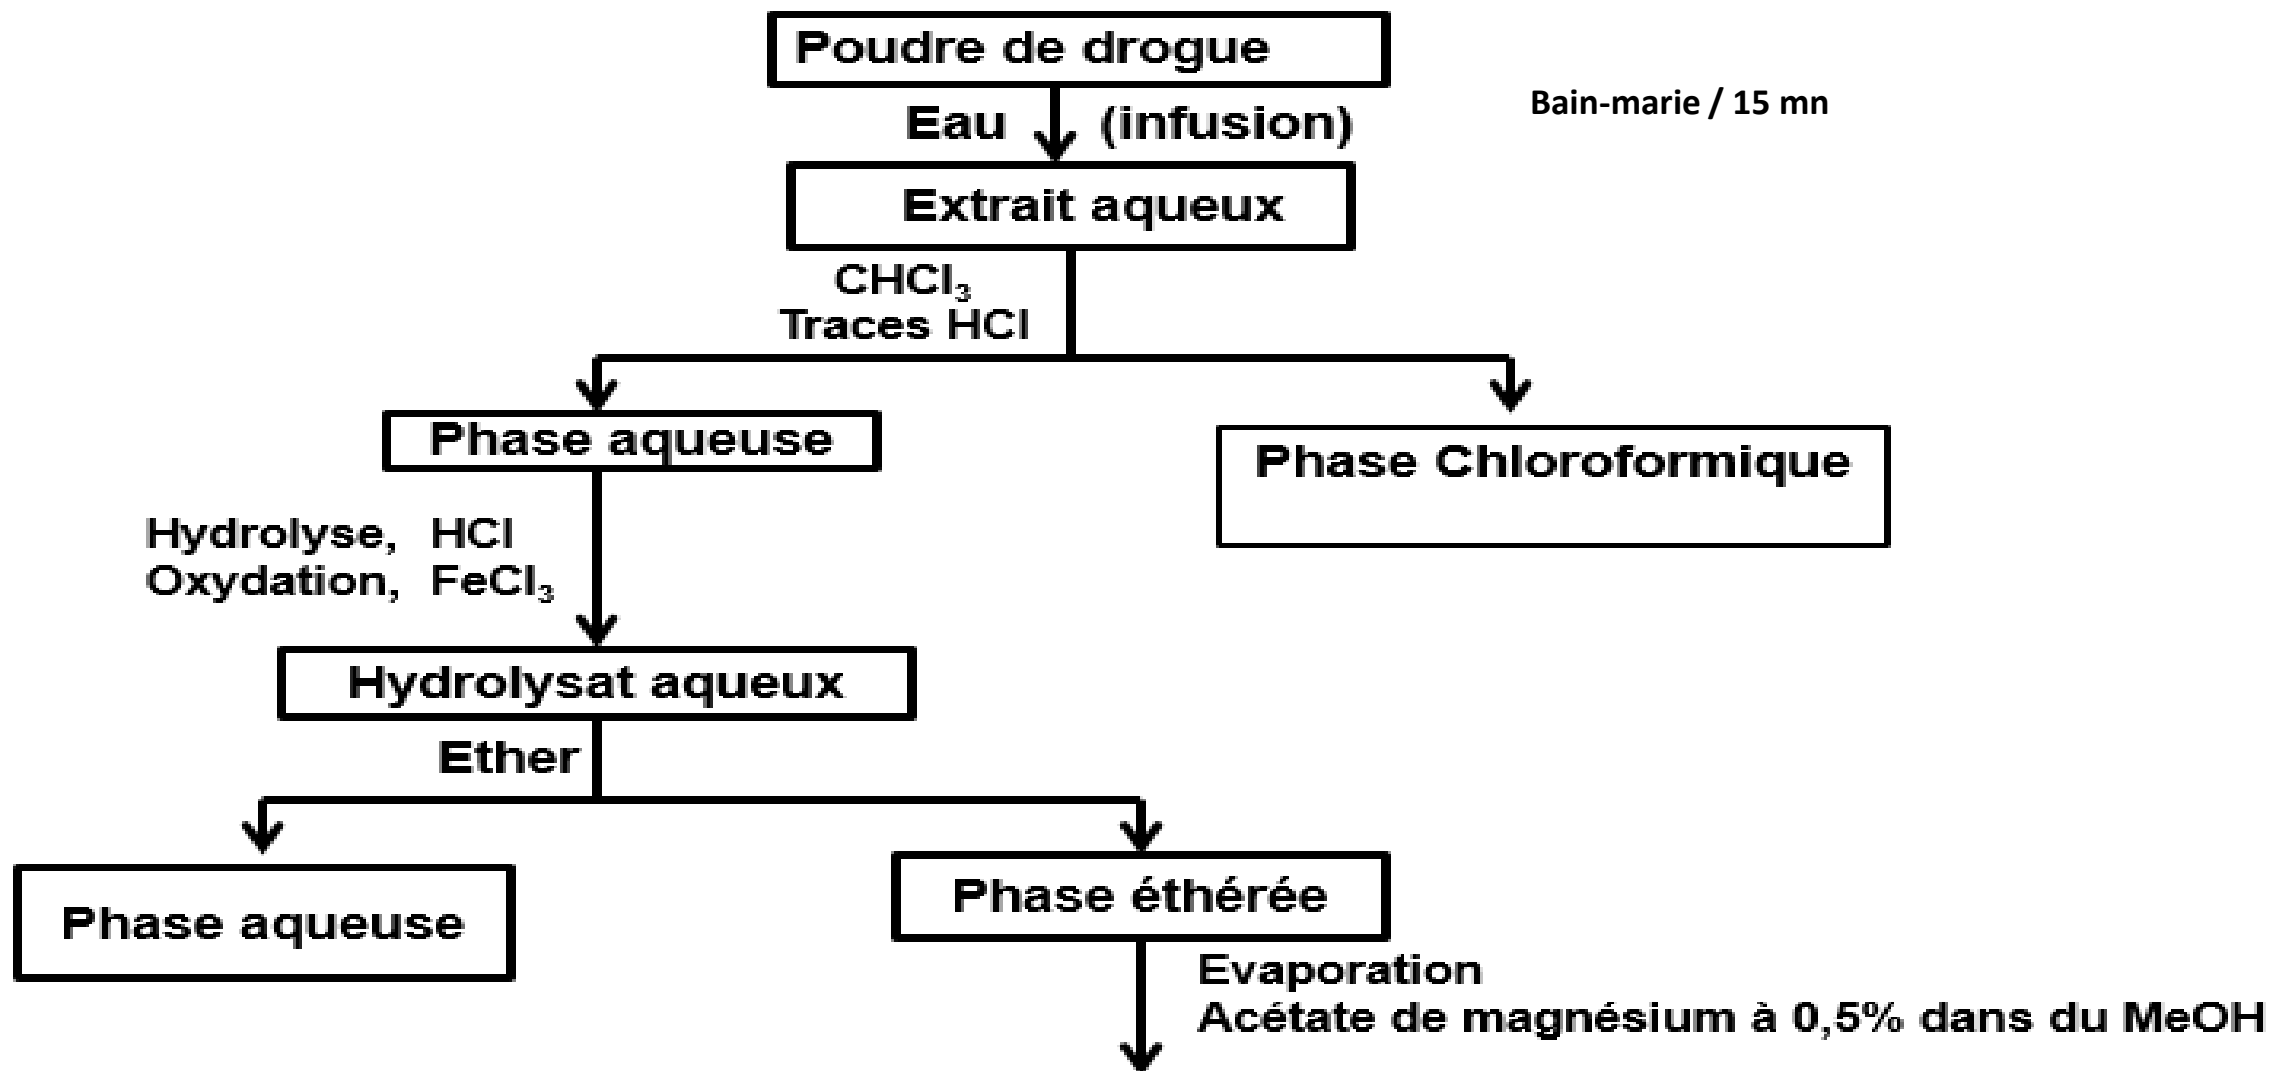 Poudre de drogue
Bain-marie / 15 mn
Eau (infusion)
Extrait aqueux
CHCl₃
Traces HCl
Phase aqueuse
Phase Chloroformique
Hydrolyse, HCl
Oxydation, FeCl₃
Hydrolysat aqueux
Ether
Phase aqueuse
Phase éthérée
Evaporation
Acétate de magnésium à 0,5% dans du MeOH